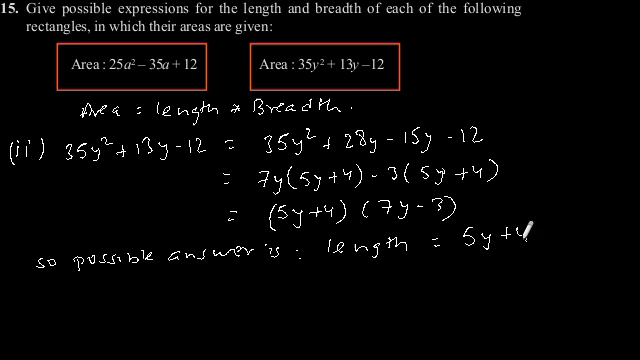 15. Give possible expressions for the length and breadth of each of the following
rectangles, in which their areas are given:
Area : 25a² – 35a + 12
Area : 35y² + 13y – 12
Area = length * Breadth.
(ii) 35y² + 13y - 12 = 35y² + 28y - 15y - 12
= 7y(5y+4) - 3(5y+4)
= (5y+4) (7y-3)
so possible answer is : length = 5y+4